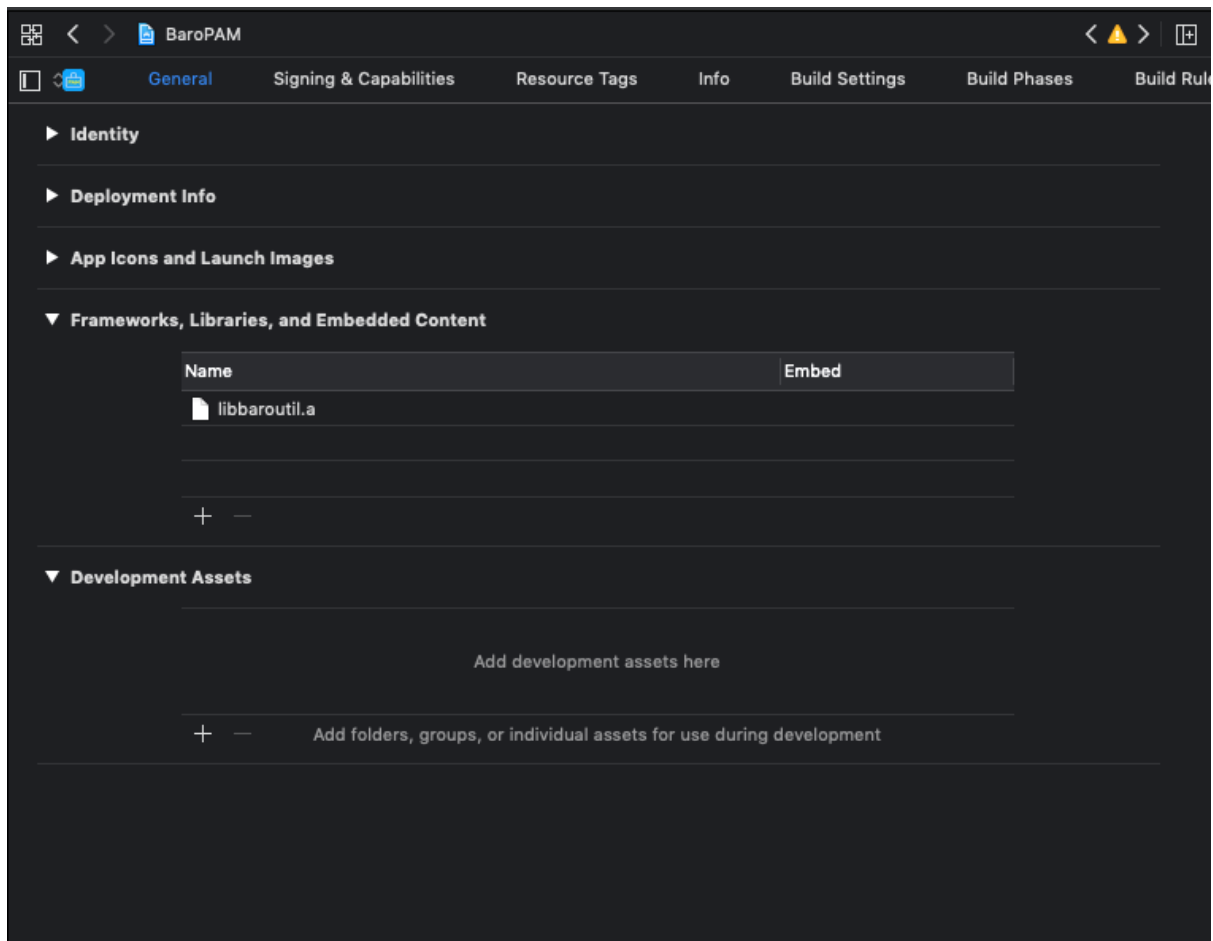 BaroPAM
General Signing & Capabilities Resource Tags Info Build Settings Build Phases Build Rule
Identity
Deployment Info
App Icons and Launch Images
Frameworks, Libraries, and Embedded Content
Name Embed
libbaroutil.a
Development Assets
Add development assets here
Add folders, groups, or individual assets for use during development